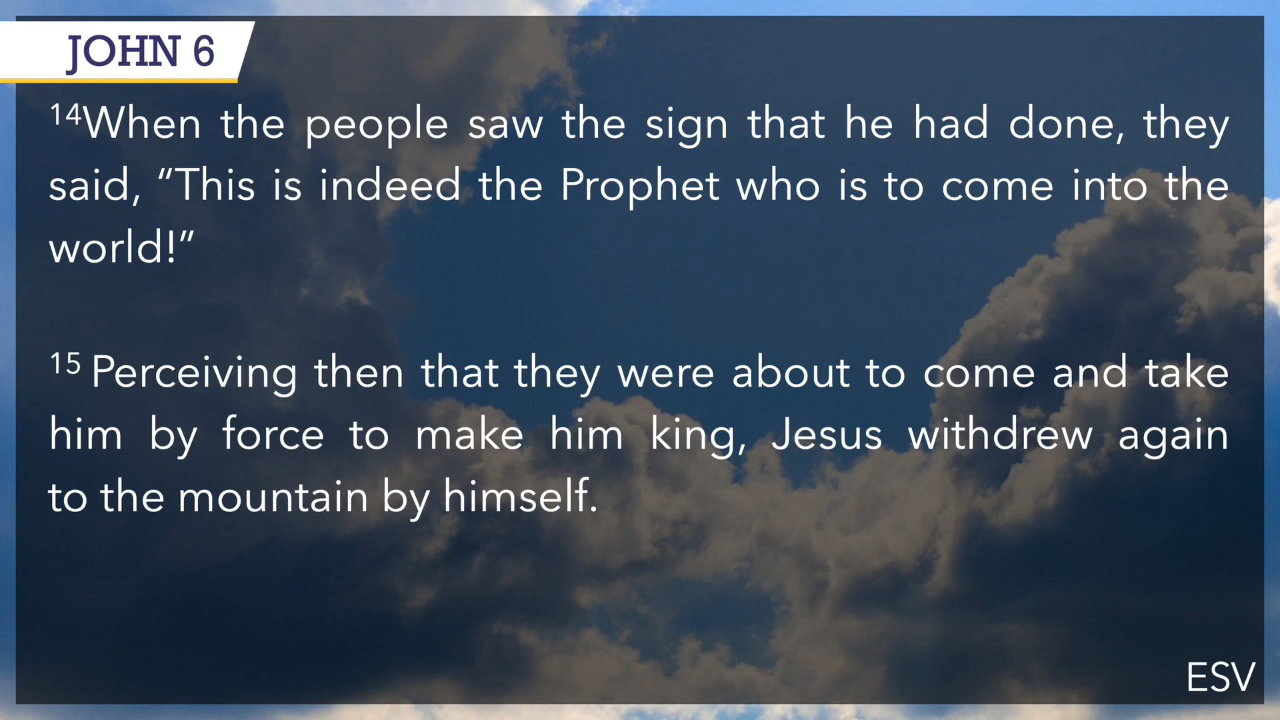 JOHN 6
14When the people saw the sign that he had done, they
said, “This is indeed the Prophet who is to come into the
world!”
15 Perceiving then that they were about to come and take
him by force to make him king, Jesus withdrew again
to the mountain by himself.
ESV